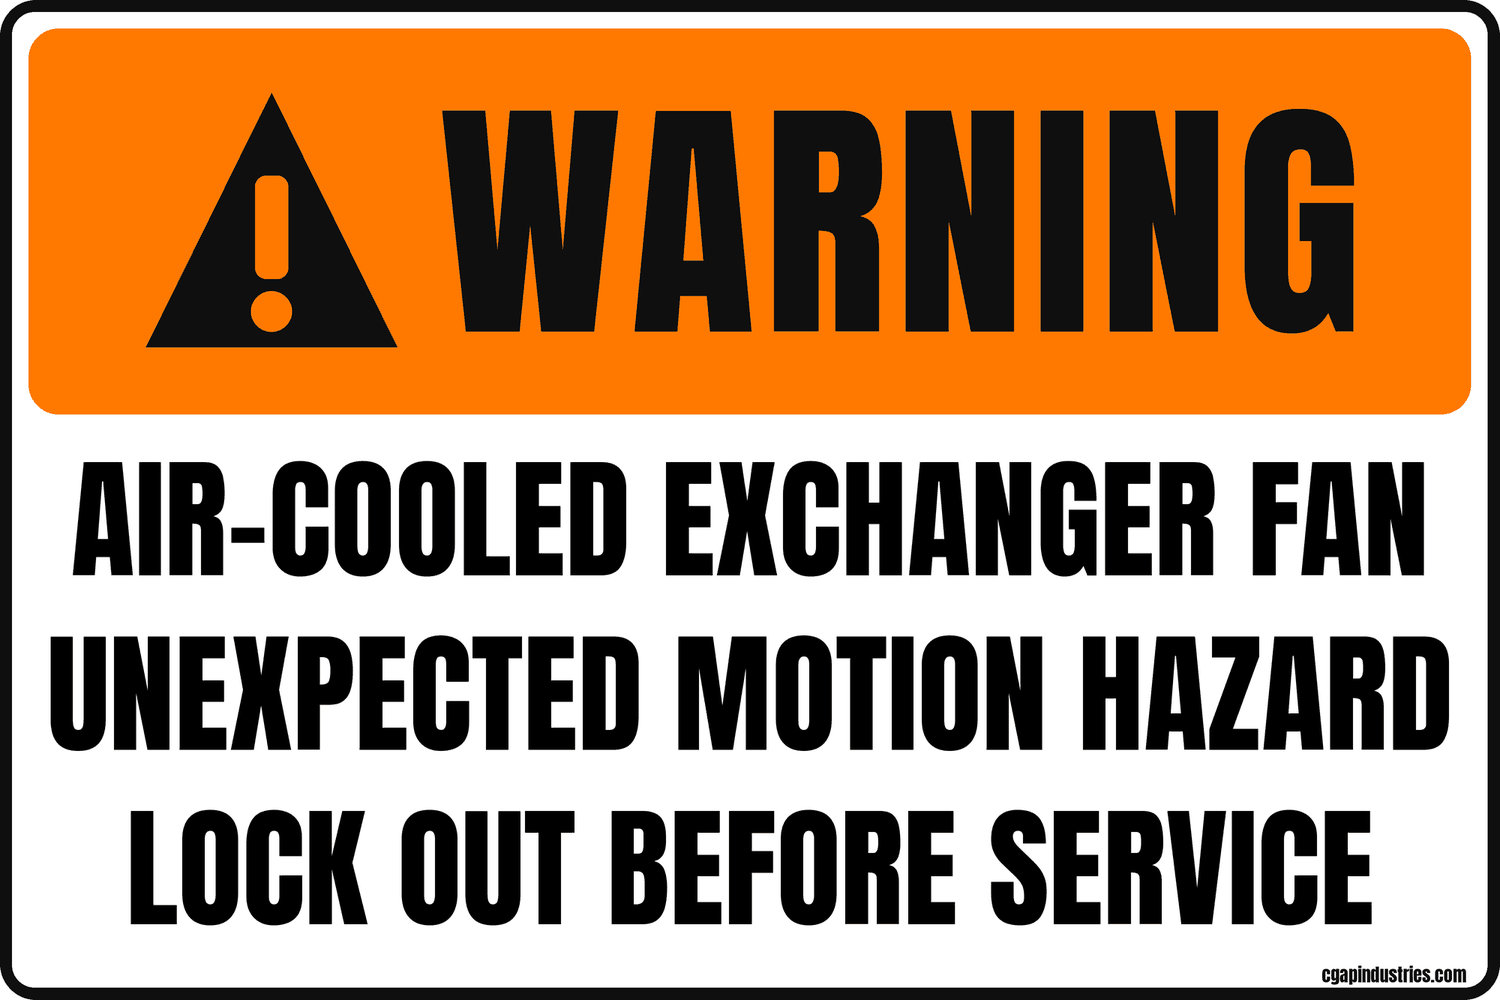 WARNING
AIR-COOLED EXCHANGER FAN
UNEXPECTED MOTION HAZARD
LOCK OUT BEFORE SERVICE
cgapindustries.com